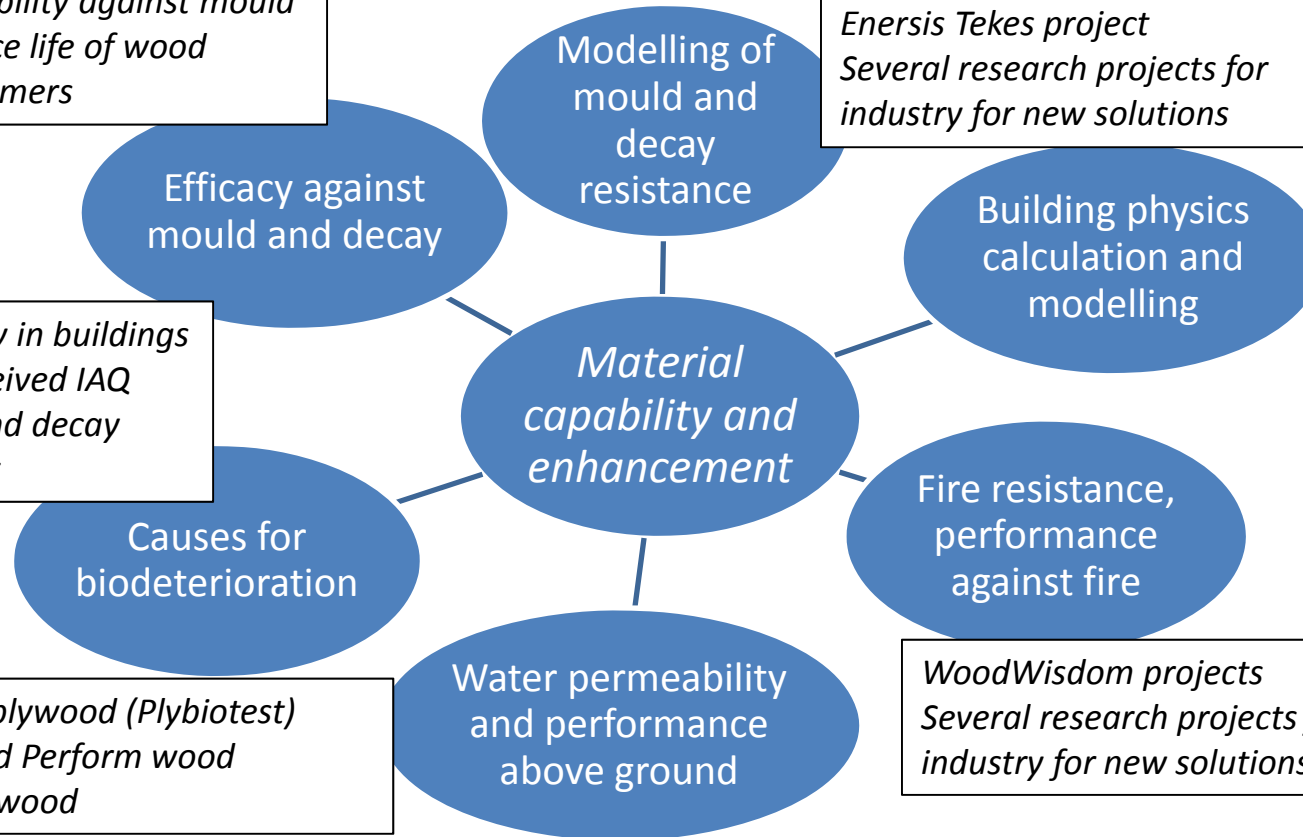 bility against mould
ce life of wood
mers
Modelling of
mould and
decay
resistance
Enersis Tekes project
Several research projects for
industry for new solutions
Efficacy against
mould and decay
Building physics
calculation and
modelling
y in buildings
eived IAQ
nd decay
Material
capability and
enhancement
Causes for
biodeterioration
Fire resistance,
performance
against fire
plywood (Plybiotest)
d Perform wood
wood
Water permeability
and performance
above ground
WoodWisdom projects
Several research projects
industry for new solutions